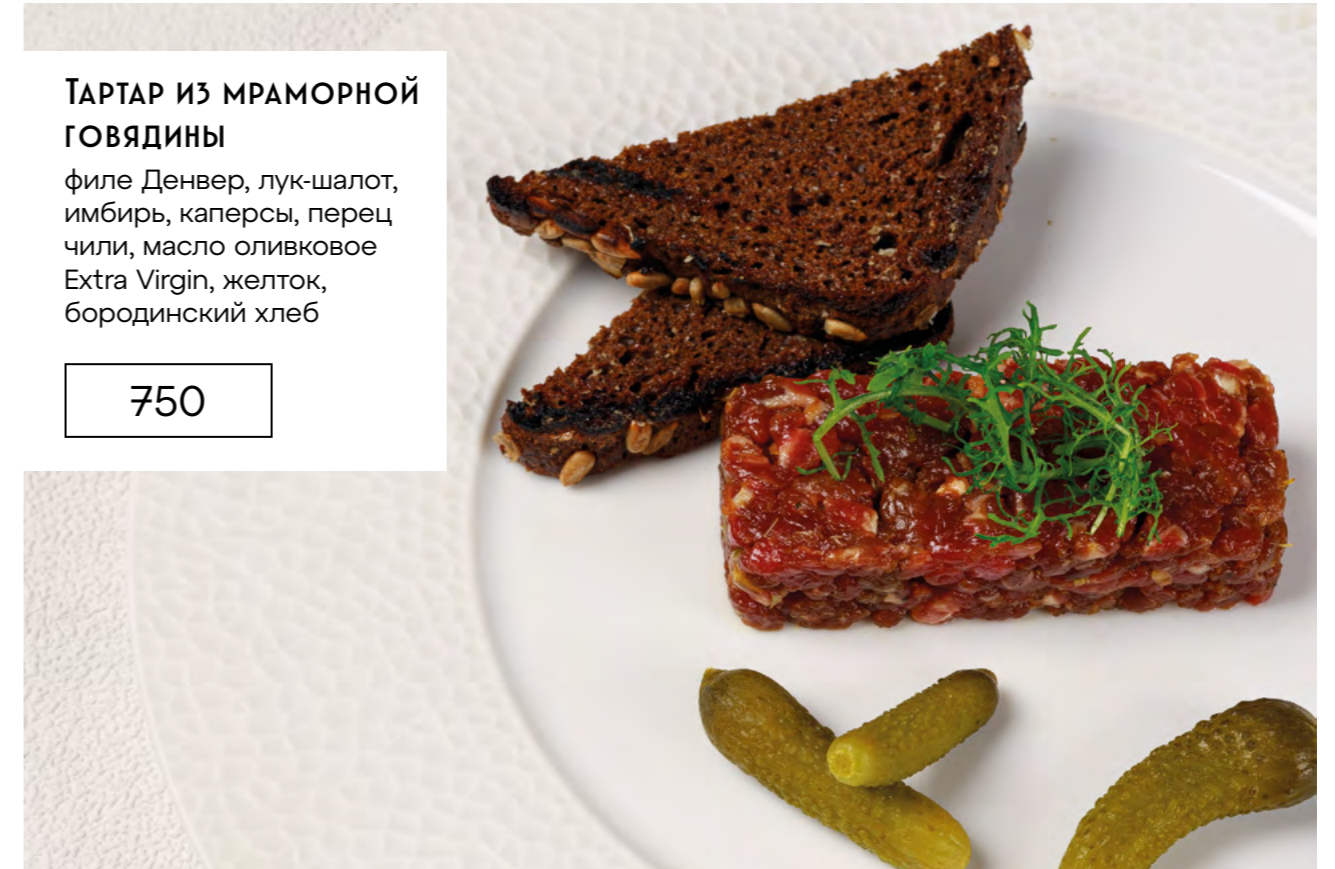 Тартар из мраморной
говядины
филе Денвер, лук-шалот,
имбирь, каперсы, перец
чили, масло оливковое
Extra Virgin, желток,
бородинский хлеб
750